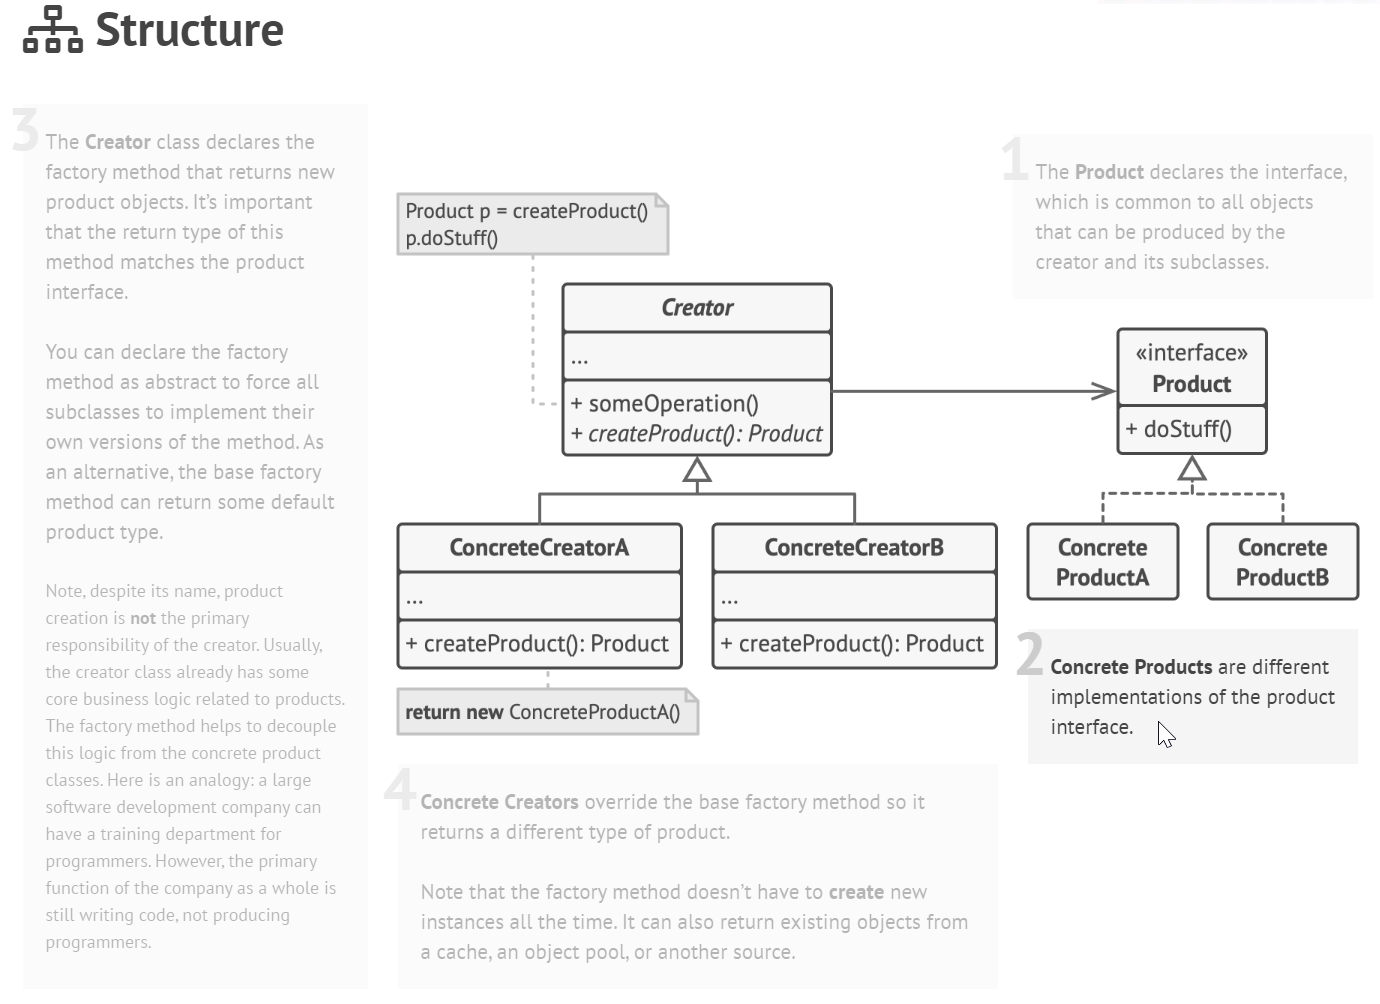 Structure
3
The Creator class declares the
factory method that returns new
product objects. It’s important
that the return type of this
method matches the product
interface.
You can declare the factory
method as abstract to force all
subclasses to implement their
own versions of the method. As
an alternative, the base factory
method can return some default
product type.
Note, despite its name, product
creation is not the primary
responsibility of the creator. Usually,
the creator class already has some
core business logic related to products.
The factory method helps to decouple
this logic from the concrete product
classes. Here is an analogy: a large
software development company can
have a training department for
programmers. However, the primary
function of the company as a whole is
still writing code, not producing
programmers.
Product p = createProduct()
p.doStuff()
Creator
...
+ someOperation()
+ createProduct(): Product
1
The Product declares the interface,
which is common to all objects
that can be produced by the
creator and its subclasses.
«interface»
Product
+ doStuff()
ConcreteCreatorA
...
+ createProduct(): Product
ConcreteCreatorB
...
+ createProduct(): Product
Concrete
ProductA
Concrete
ProductB
return new ConcreteProductA()
2
Concrete Products are different
implementations of the product
interface.
4
Concrete Creators override the base factory method so it
returns a different type of product.
Note that the factory method doesn’t have to create new
instances all the time. It can also return existing objects from
a cache, an object pool, or another source.